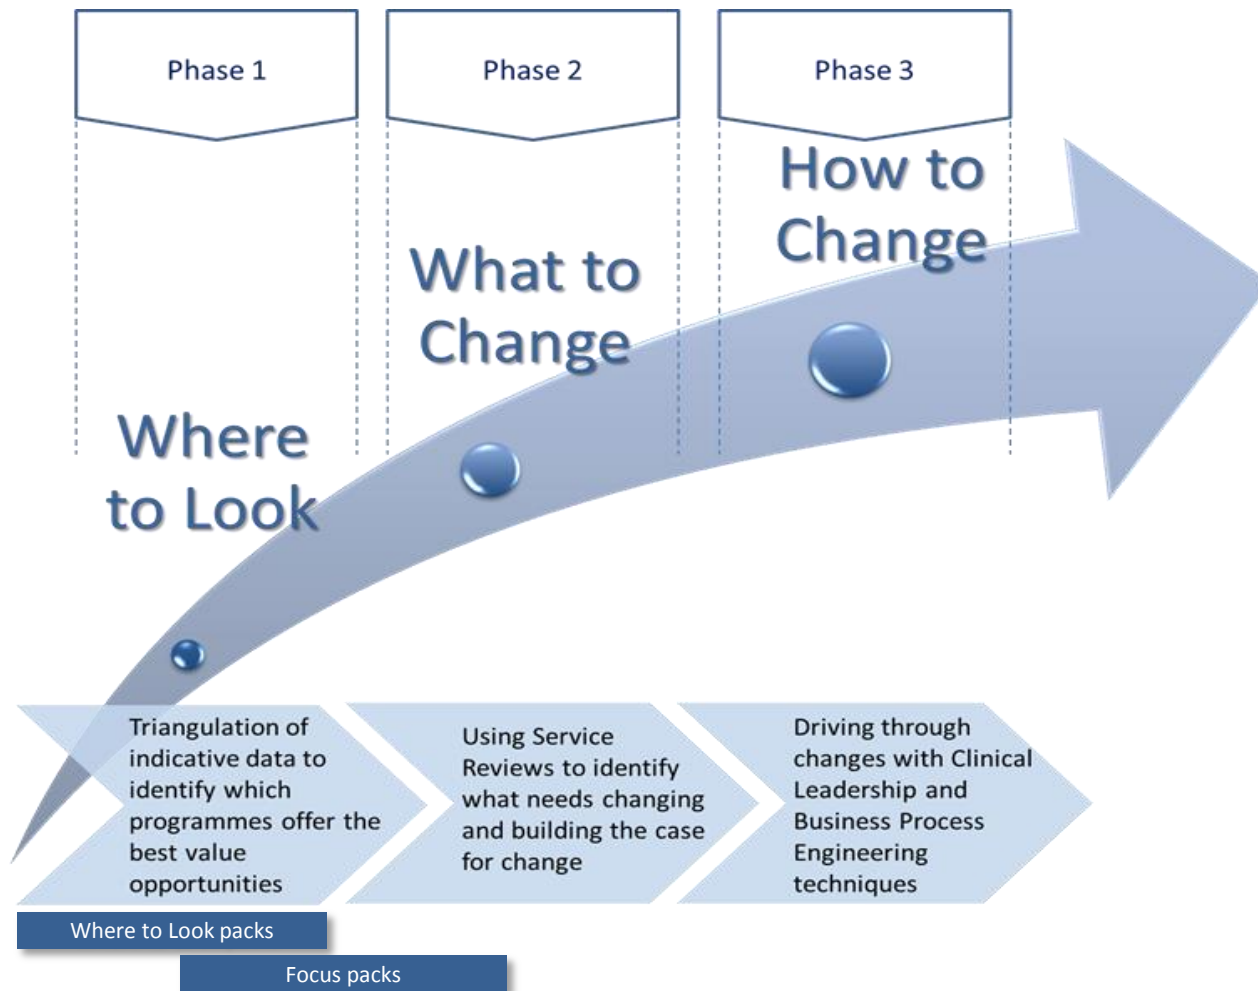 Phase 1
Phase 2
Phase 3
How to
Change
What to
Change
Where
to Look
Triangulation of
indicative data to
identify which
programmes offer the
best value
opportunities
Using Service
Reviews to identify
what needs changing
and building the case
for change
Driving through
changes with Clinical
Leadership and
Business Process
Engineering
techniques
Where to Look packs
Focus packs